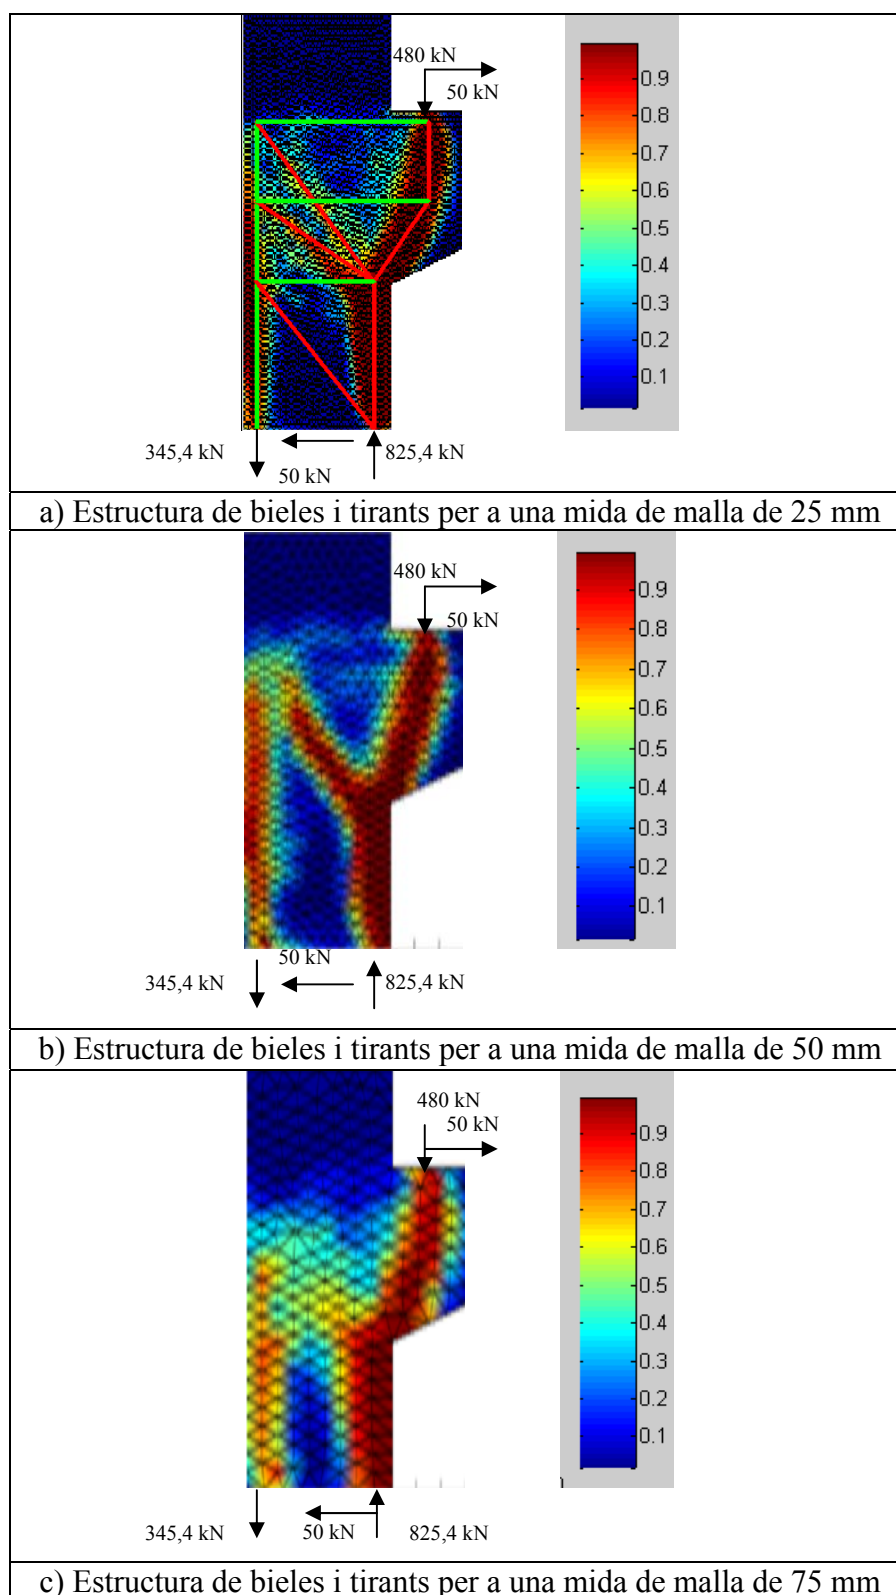 480 kN
50 kN
0.9
0.8
0.7
0.6
0.5
0.4
0.3
0.2
0.1
345,4 kN
825,4 kN
50 kN
a) Estructura de bieles i tirants per a una mida de malla de 25 mm
480 kN
50 kN
0.9
0.8
0.7
0.6
0.5
0.4
0.3
0.2
0.1
50 kN
345,4 kN
825,4 kN
b) Estructura de bieles i tirants per a una mida de malla de 50 mm
480 kN
50 kN
0.9
0.8
0.7
0.6
0.5
0.4
0.3
0.2
0.1
345,4 kN
50 kN
825,4 kN
c) Estructura de bieles i tirants per a una mida de malla de 75 mm